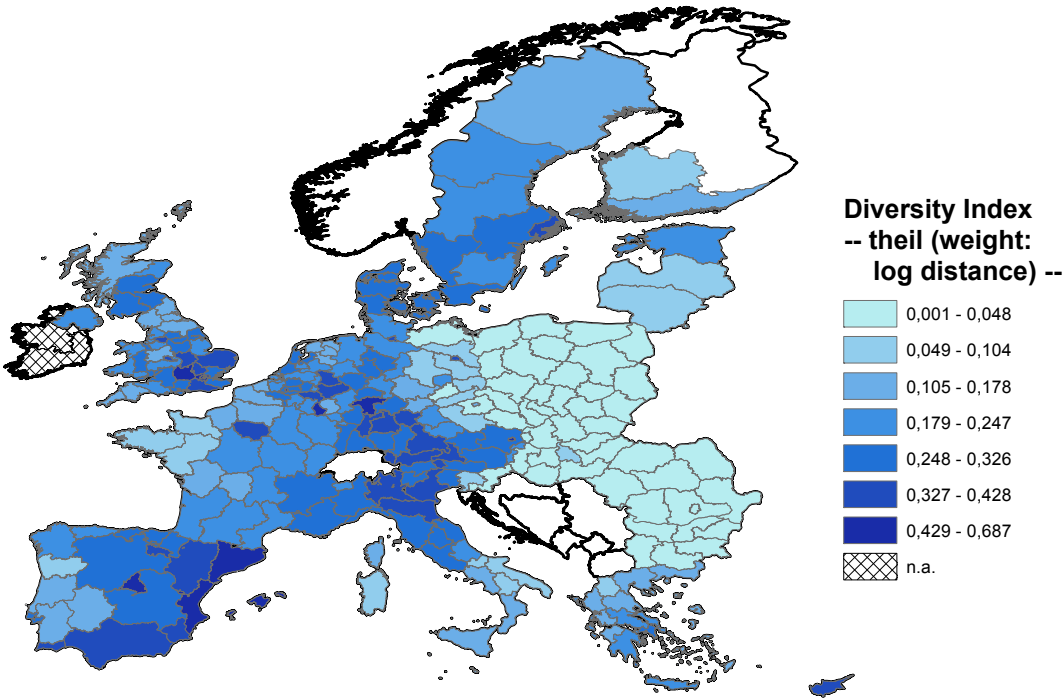 Diversity Index
-- theil (weight:
log distance) --
0,001 - 0,048
0,049 - 0,104
0,105 - 0,178
0,179 - 0,247
0,248 - 0,326
0,327 - 0,428
0,429 - 0,687
n.a.